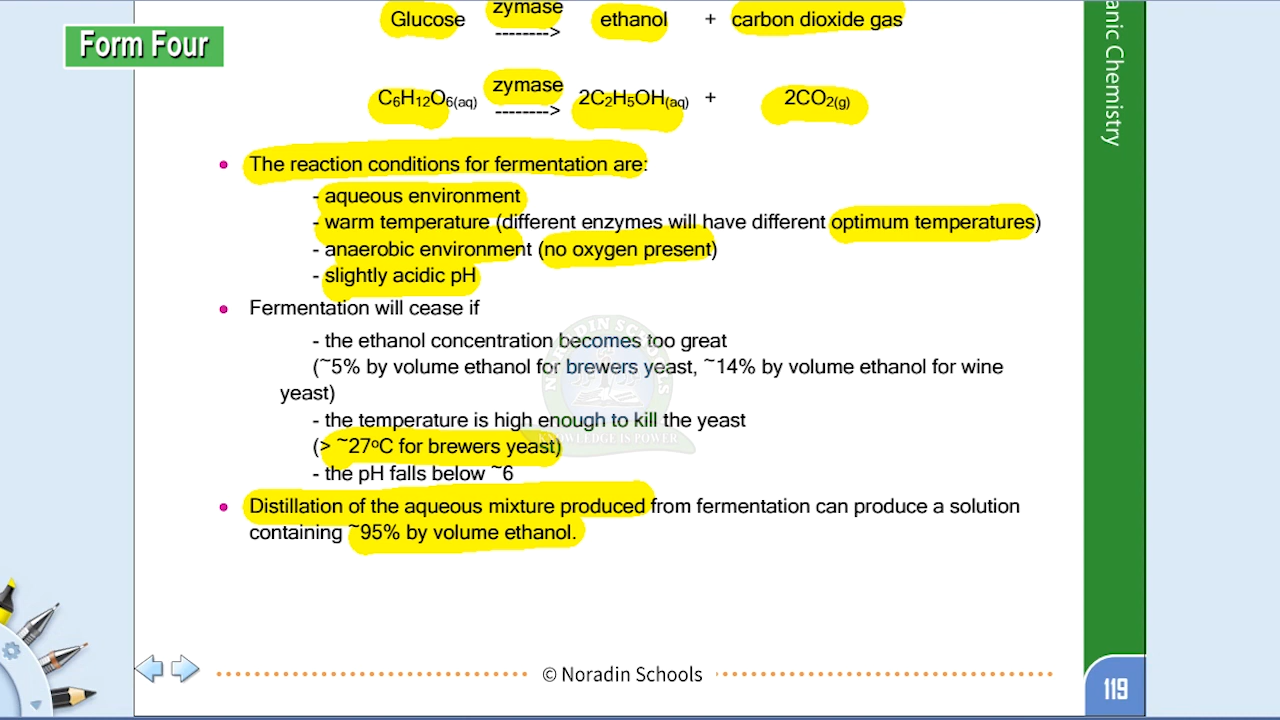 Form Four
Glucose zymase --------> ethanol + carbon dioxide gas
C6H12O6(aq) zymase --------> 2C2H5OH(aq) + 2CO2(g)
• The reaction conditions for fermentation are:
- aqueous environment
- warm temperature (different enzymes will have different optimum temperatures)
- anaerobic environment (no oxygen present)
- slightly acidic pH
• Fermentation will cease if
- the ethanol concentration becomes too great
(~5% by volume ethanol for brewers yeast, ~14% by volume ethanol for wine
yeast)
- the temperature is high enough to kill the yeast
(> ~27oC for brewers yeast)
- the pH falls below ~6
• Distillation of the aqueous mixture produced from fermentation can produce a solution
containing ~95% by volume ethanol.
NORADIN SCHOOLS
KNOWLEDGE IS POWER
© Noradin Schools
anic Chemistry
119